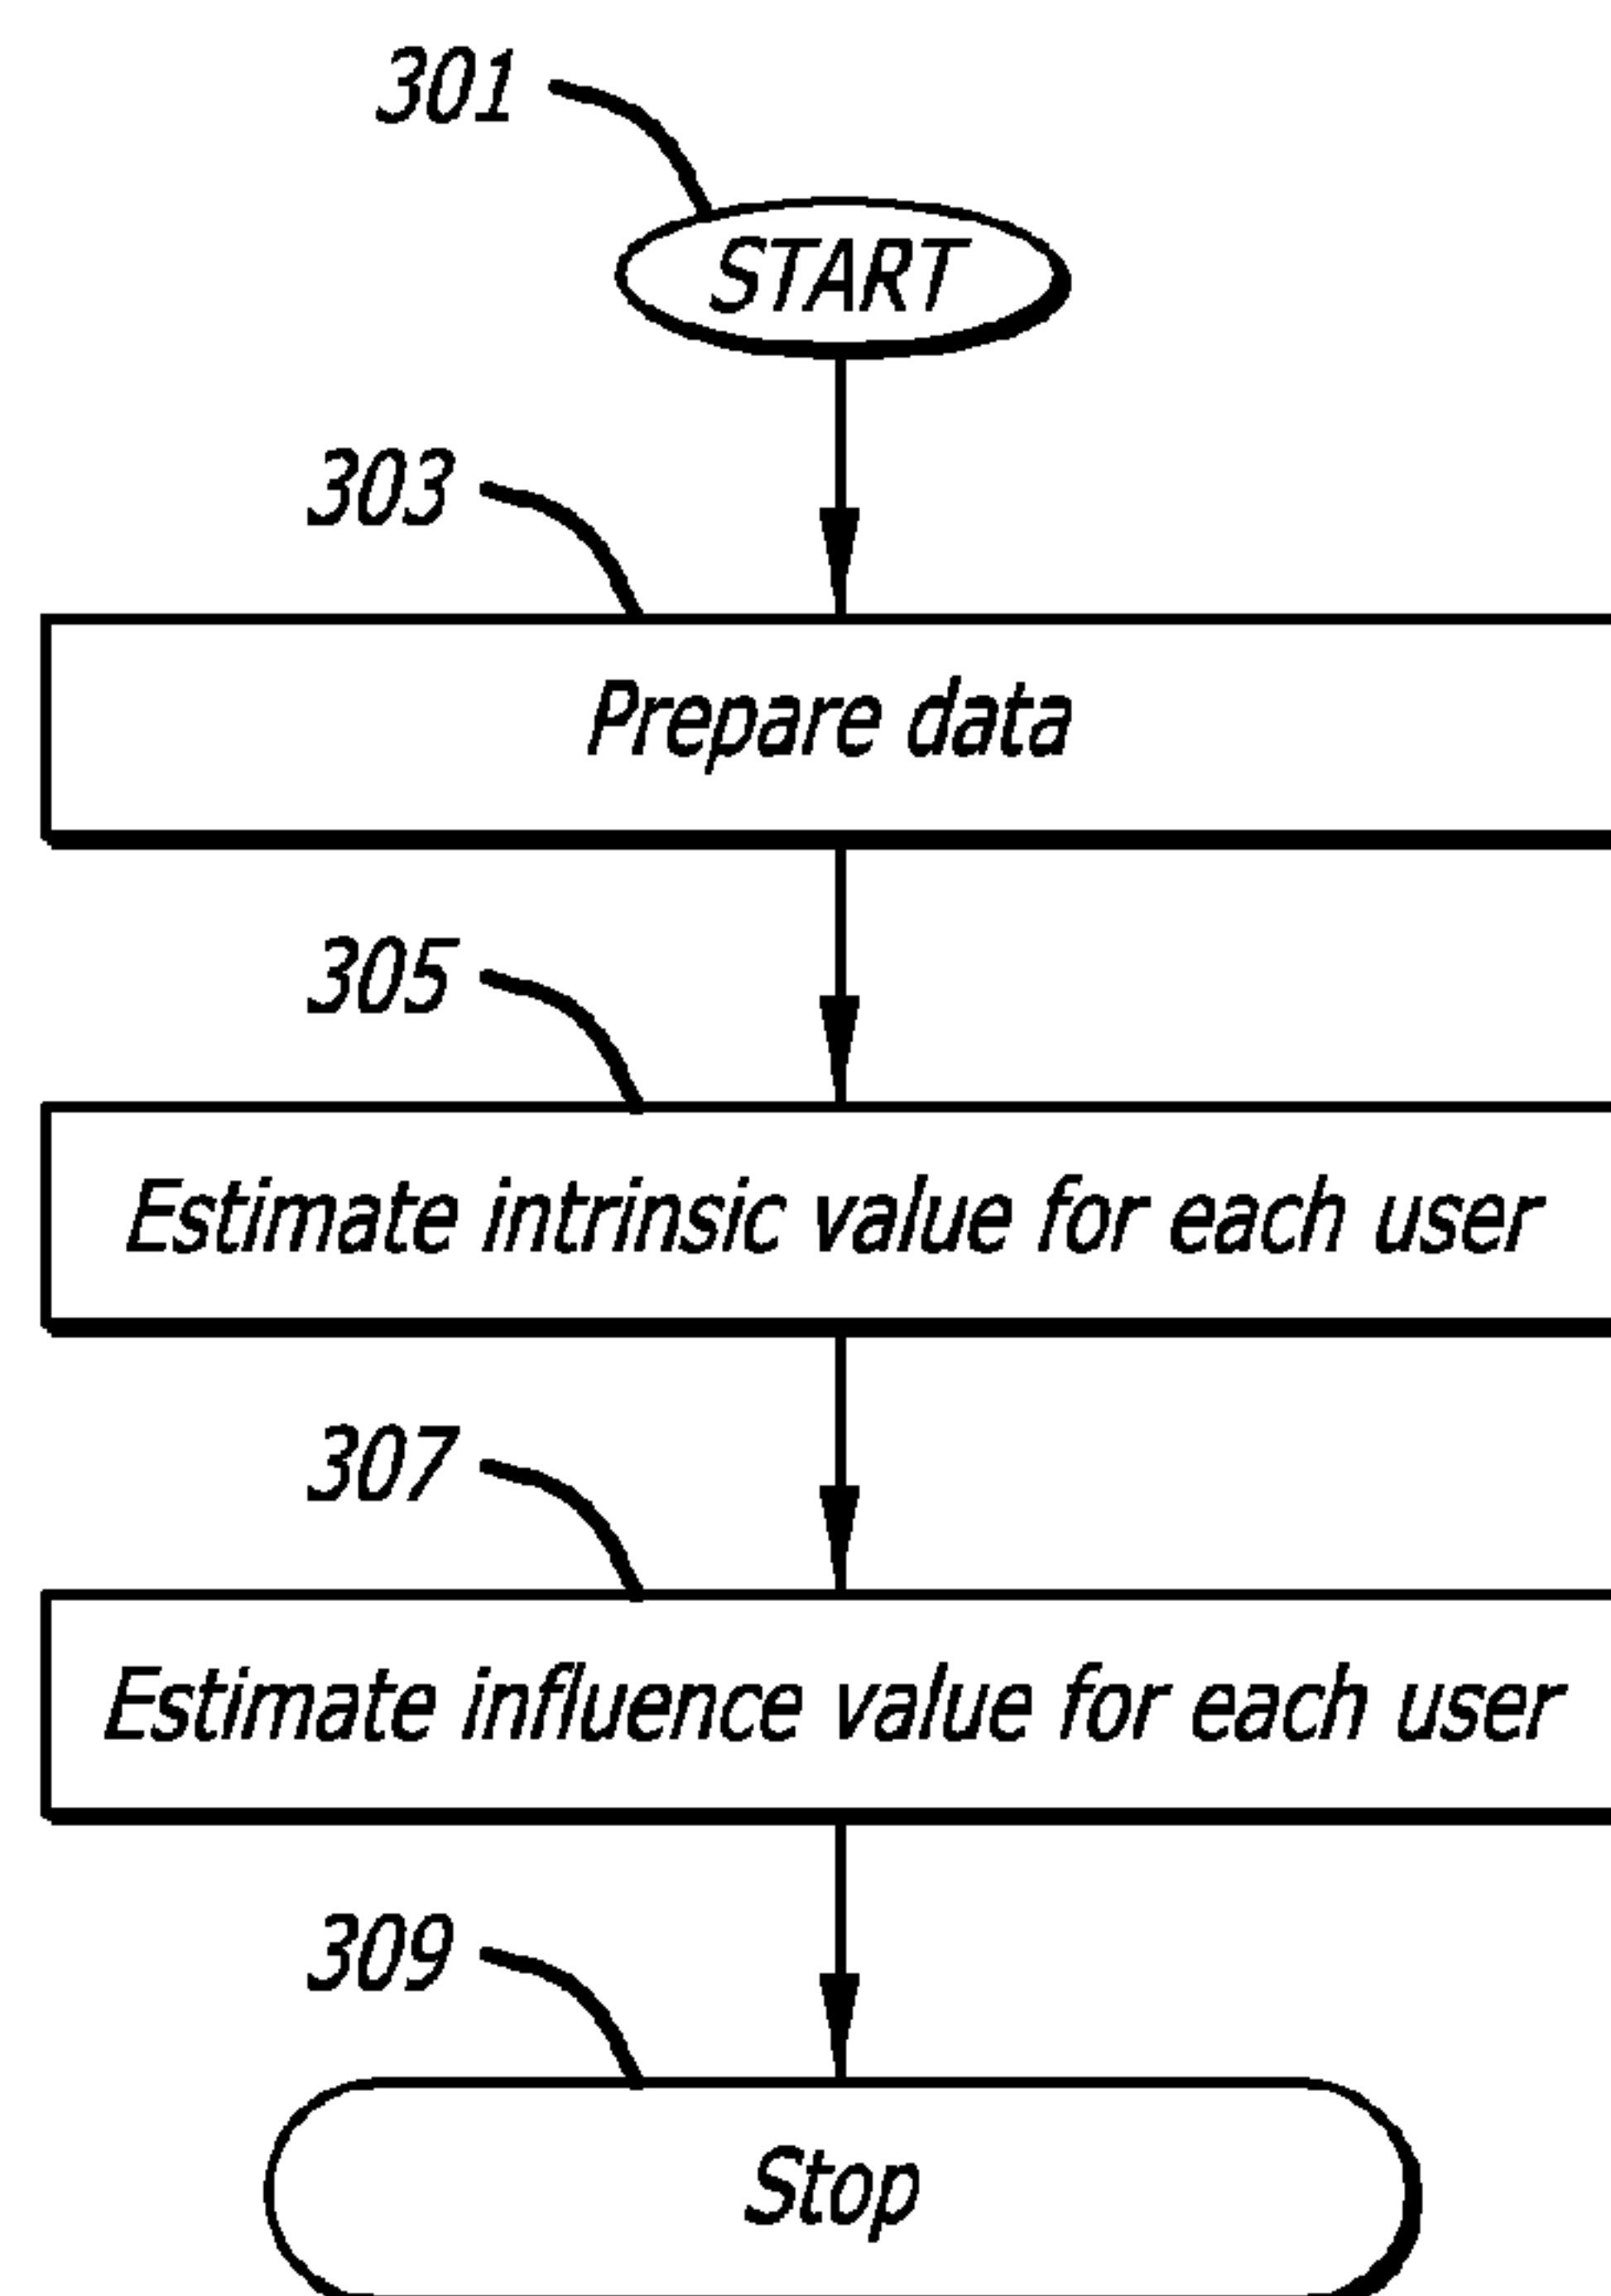 301
START
303
Prepare data
305
Estimate intrinsic value for each user
307
Estimate influence value for each user
309
Stop